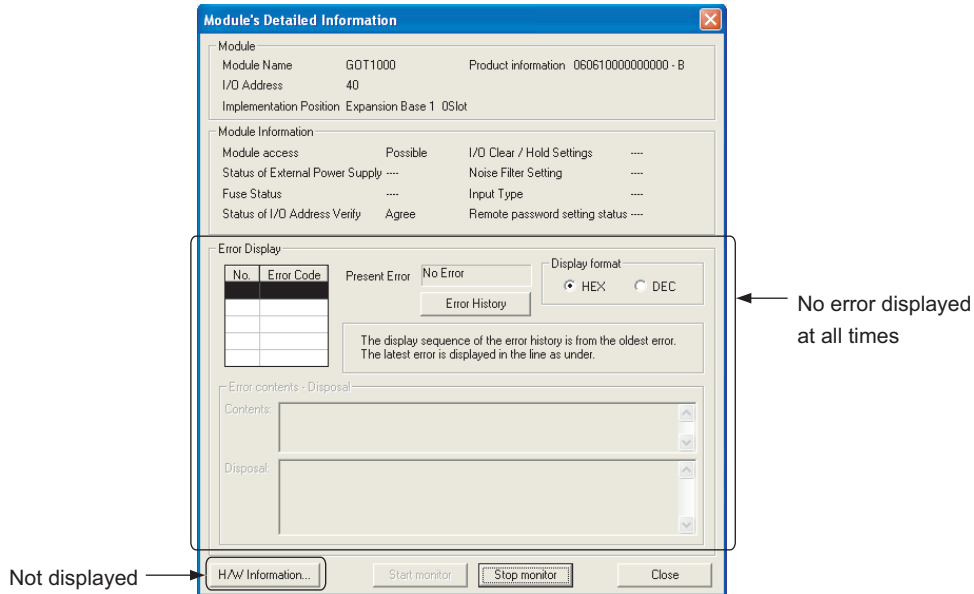 Module's Detailed Information
Module
Module Name GOT1000 Product information 060610000000000 - B
I/O Address 40
Implementation Position Expansion Base 1 0Slot
Module Information
Module access Possible I/O Clear / Hold Settings ----
Status of External Power Supply ---- Noise Filter Setting ----
Fuse Status ---- Input Type ----
Status of I/O Address Verify Agree Remote password setting status ----
Error Display
No. Error Code
Present Error No Error
Error History
Display format
HEX DEC
The display sequence of the error history is from the oldest error.
The latest error is displayed in the line as under.
Error contents - Disposal
Contents:
Disposal:
H/W Information... Start monitor Stop monitor Close
No error displayed
at all times
Not displayed